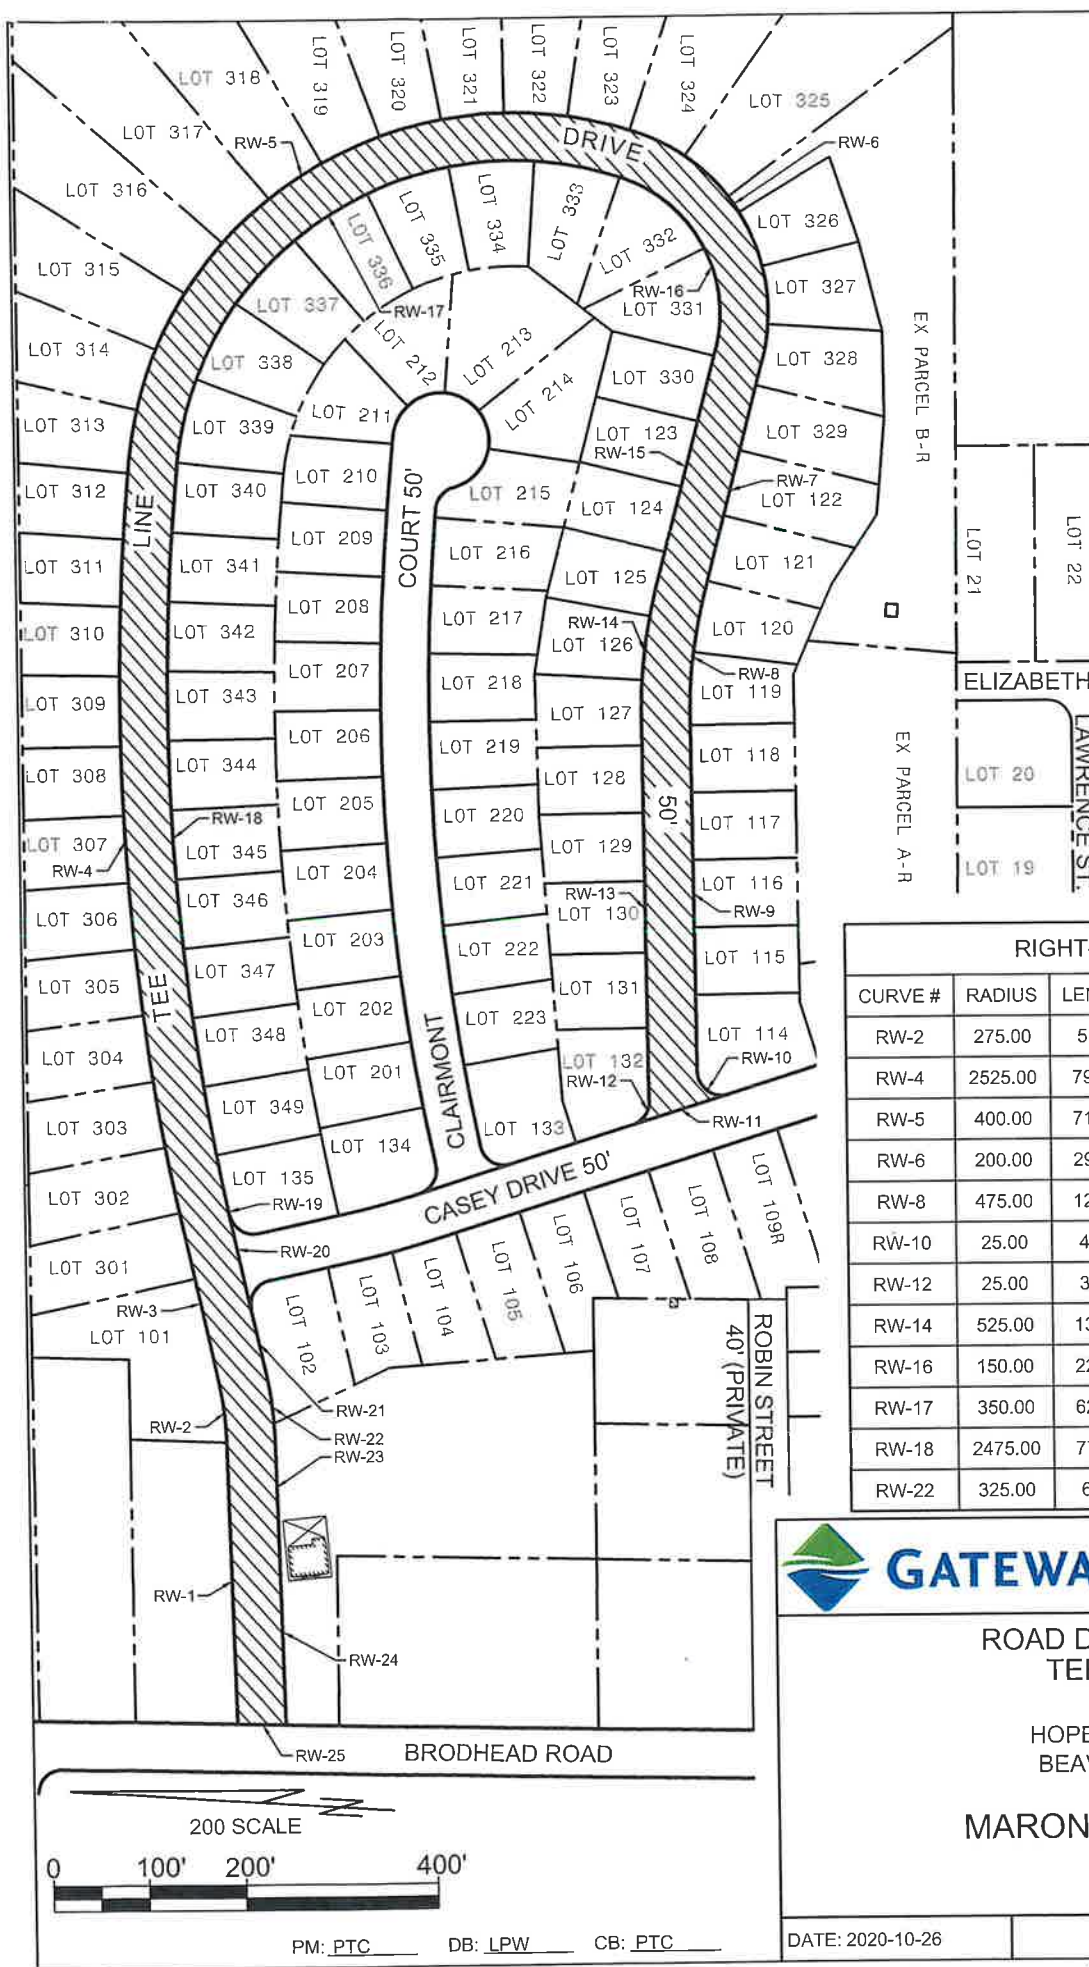 LOT 318
LOT 319
LOT 320
LOT 321
LOT 322
LOT 323
LOT 324
LOT 325
LOT 317
RW-5
DRIVE
RW-6
LOT 316
LOT 336
LOT 335
LOT 334
LOT 333
LOT 332
LOT 326
LOT 315
LOT 337
RW-17
RW-16
LOT 331
LOT 327
LOT 314
LOT 338
LOT 212
LOT 213
LOT 214
LOT 330
LOT 328
EX PARCEL B-R
LOT 313
LOT 339
LOT 211
LOT 123
RW-15
LOT 329
LOT 312
LINE
LOT 340
LOT 210
COURT 50'
LOT 215
LOT 124
RW-7
LOT 122
LOT 311
LOT 341
LOT 209
LOT 216
LOT 125
LOT 121
LOT 21
LOT 22
LOT 310
LOT 342
LOT 208
LOT 217
RW-14
LOT 126
LOT 120
LOT 309
LOT 343
LOT 207
LOT 218
LOT 127
RW-8
LOT 119
ELIZABETH
LOT 308
LOT 344
LOT 206
LOT 219
LOT 128
LOT 118
EX PARCEL A-R
LOT 20
LAWRENCE ST.
LOT 307
RW-4
RW-18
LOT 345
LOT 205
LOT 220
LOT 129
50'
LOT 117
LOT 19
LOT 306
LOT 346
LOT 204
LOT 221
RW-13
LOT 130
LOT 116
RW-9
LOT 305
TEE
LOT 347
LOT 203
LOT 222
LOT 131
LOT 115
LOT 304
LOT 348
LOT 202
CLAIRMONT
LOT 223
LOT 132
RW-12
LOT 114
RW-10
LOT 303
LOT 349
LOT 201
LOT 133
RW-11
LOT 302
LOT 135
LOT 134
RW-19
CASEY DRIVE 50'
LOT 301
RW-20
RW-3
LOT 101
LOT 102
LOT 103
LOT 104
LOT 105
LOT 106
LOT 107
LOT 108
LOT 109R
RW-2
RW-21
RW-22
RW-23
ROBIN STREET
40' (PRIVATE)
RW-1
RW-24
RW-25
BRODHEAD ROAD
200 SCALE
0 100' 200' 400'
PM: PTC DB: LPW CB: PTC
RIGHT-
CURVE # RADIUS LE
RW-2 275.00 5
RW-4 2525.00 79
RW-5 400.00 71
RW-6 200.00 29
RW-8 475.00 12
RW-10 25.00 4
RW-12 25.00 3
RW-14 525.00 13
RW-16 150.00 22
RW-17 350.00 62
RW-18 2475.00 7
RW-22 325.00 6
GATEWA
ROAD D
TE
HOPE
BEAV
MARON
DATE: 2020-10-26